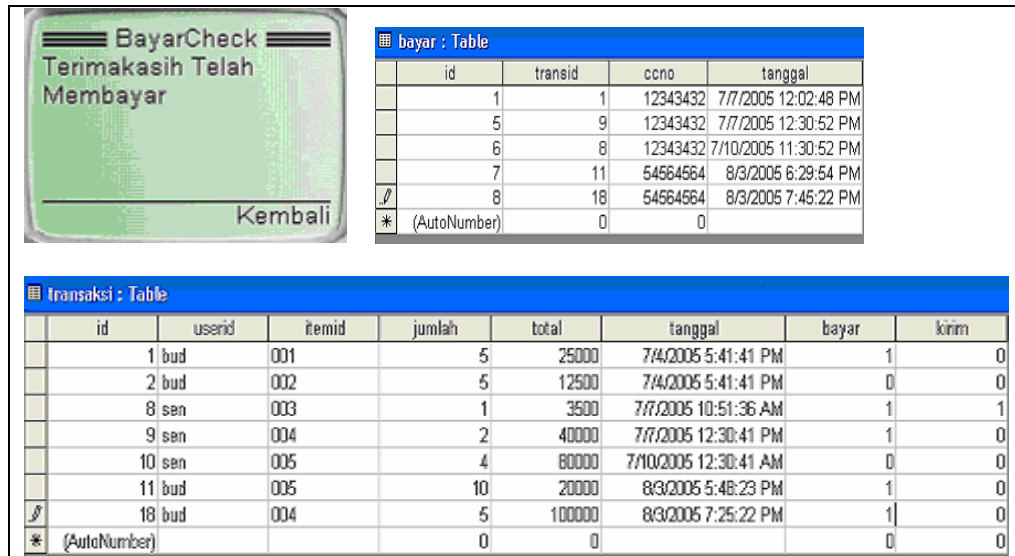 BayarCheck
Terimakasih Telah
Membayar
Kembali
bayar : Table
id transid ccno tanggal
1 1 12343432 7/7/2005 12:02:48 PM
5 9 12343432 7/7/2005 12:30:52 PM
6 8 12343432 7/10/2005 11:30:52 PM
7 11 54564564 8/3/2005 6:29:54 PM
8 18 54564564 8/3/2005 7:45:22 PM
(AutoNumber) 0 0
transaksi : Table
id userid itemid jumlah total tanggal bayar kirim
1 bud 001 5 25000 7/4/2005 5:41:41 PM 1 0
2 bud 002 5 12500 7/4/2005 5:41:41 PM 0 0
8 sen 003 1 3500 7/7/2005 10:51:36 AM 1 1
9 sen 004 2 40000 7/7/2005 12:30:41 PM 1 0
10 sen 005 4 80000 7/10/2005 12:30:41 AM 0 0
11 bud 005 10 20000 8/3/2005 5:48:23 PM 1 0
18 bud 004 5 100000 8/3/2005 7:25:22 PM 1 0
(AutoNumber) 0 0 0 0